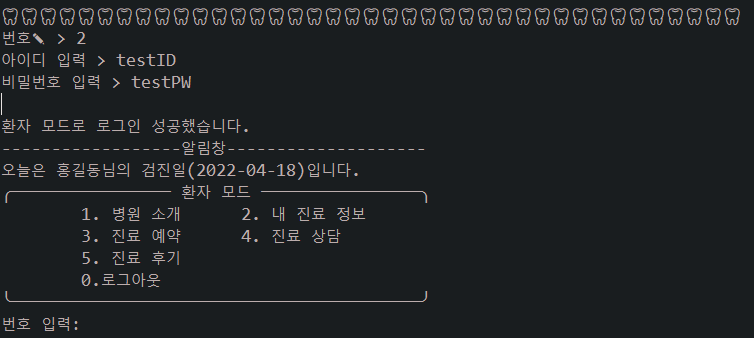 🦷🦷🦷🦷🦷🦷🦷🦷🦷🦷🦷🦷🦷🦷🦷🦷🦷🦷🦷🦷🦷🦷🦷🦷🦷🦷🦷🦷🦷🦷🦷🦷🦷🦷🦷🦷🦷🦷🦷
번호✎ > 2
아이디 입력 > testID
비밀번호 입력 > testPW
환자 모드로 로그인 성공했습니다.
------------------알림창--------------------
오늘은 홍길동님의 검진일(2022-04-18)입니다.
╭──────────────── 환자 모드 ────────────────╮
1. 병원 소개 2. 내 진료 정보
3. 진료 예약 4. 진료 상담
5. 진료 후기
0.로그아웃
╰─────────────────────────────────────────╯
번호 입력: